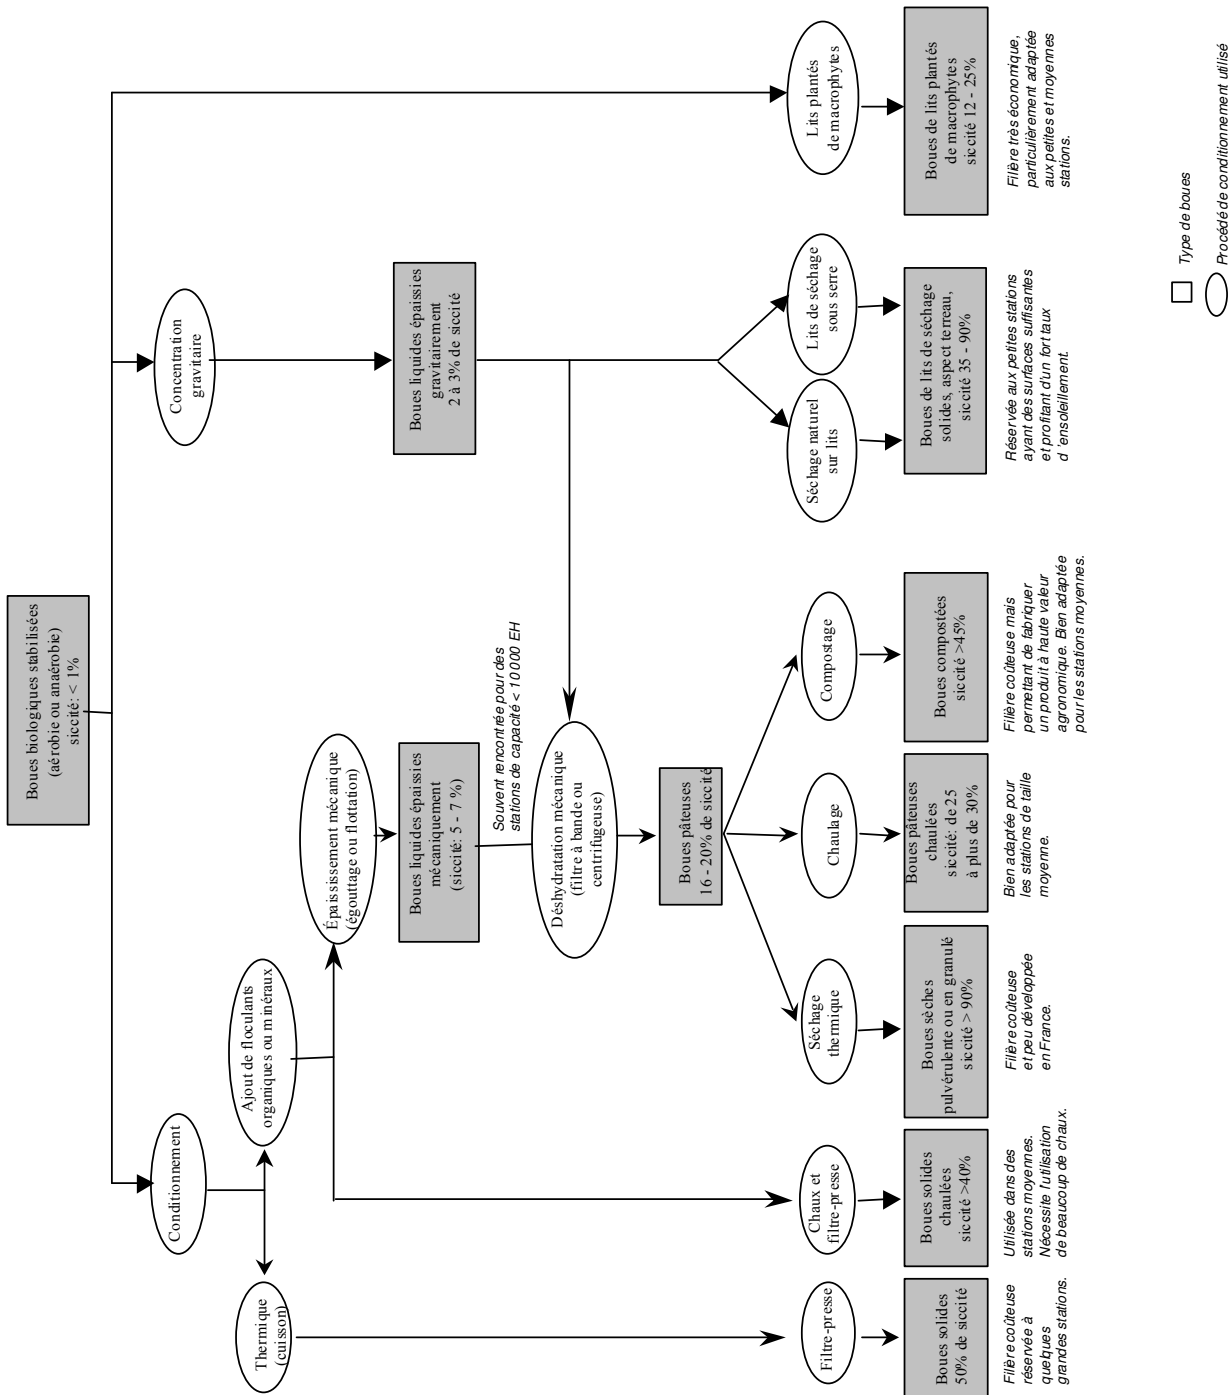 Boues biologiques stabilisées
(aérobie ou anaérobie)
siccité: < 1%
Conditionnement
Concentration
gravitaire
Thermique
(cuisson)
Ajout de floculants
organiques ou minéraux
Épaississement mécanique
(égouttage ou flottation)
Boues liquides épaissies
mécaniquement
(siccité: 5 - 7 %)
Boues liquides épaissies
gravitairement
2 à 3% de siccité
Souvent rencontrée pour des
stations de capacité < 10 000 EH
Déshydratation mécanique
(filtre à bande ou
centrifugeuse)
Boues pâteuses
16 - 20% de siccité
Filtre-presse
Chaux et
filtre-presse
Séchage
thermique
Chaulage
Compostage
Séchage naturel
sur lits
Lits de séchage
sous serre
Lits plantés
de macrophytes
Boues solides
50% de siccité
Boues solides
chaulées
siccité >40%
Boues sèches
pulvérulente ou en granulé
siccité > 90%
Boues pâteuses
chaulées
siccité: de 25
à plus de 30%
Boues compostées
siccité >45%
Boues de lits de séchage
solides, aspect terreau,
siccité 35 - 90%
Boues de lits plantés
de macrophytes
siccité 12 - 25%
Filière coûteuse
réservée à
quelques
grandes stations.
Utilisée dans des
stations moyennes.
Nécessite l'utilisation
de beaucoup de chaux.
Filière coûteuse
et peu développée
en France.
Bien adaptée pour
les stations de taille
moyenne.
Filière coûteuse mais
permettant de fabriquer
un produit à haute valeur
agronomique. Bien adaptée
pour les stations moyennes.
Réservée aux petites stations
ayant des surfaces suffisantes
et profitant d'un fort taux
d 'ensoleillement.
Filière très économique,
particulièrement adaptée
aux petites et moyennes
stations.
Type de boues
Procédé de conditionnement utilisé